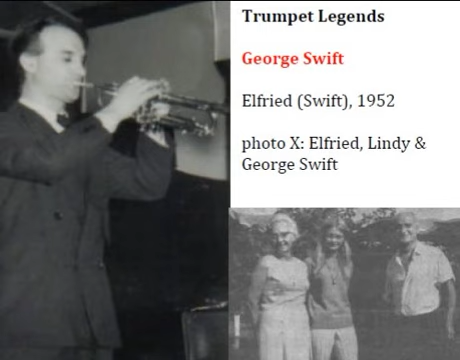 Trumpet Legends
George Swift
Elfried (Swift), 1952
photo X: Elfried, Lindy &
George Swift